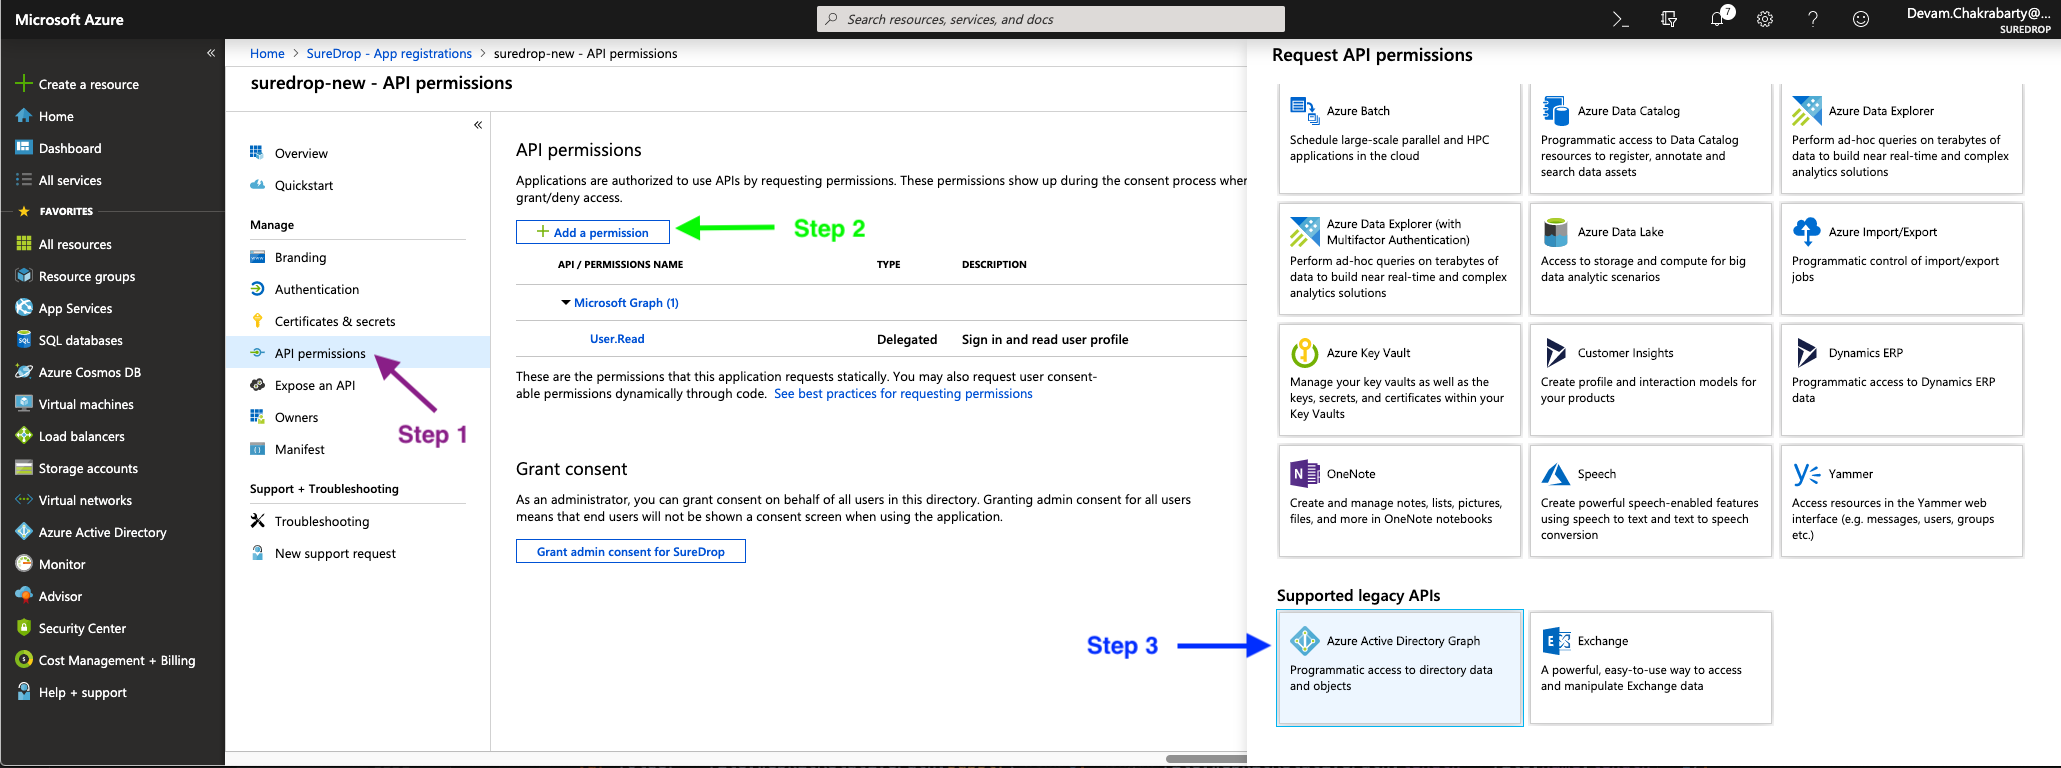 Microsoft Azure
Search resources, services, and docs
7
Devam.Chakrabarty@...
SUREDROP
Create a resource
Home
Dashboard
All services
FAVORITES
All resources
Resource groups
App Services
SQL databases
Azure Cosmos DB
Virtual machines
Load balancers
Storage accounts
Virtual networks
Azure Active Directory
Monitor
Advisor
Security Center
Cost Management + Billing
Help + support
Home > SureDrop - App registrations > suredrop-new - API permissions
suredrop-new - API permissions
Overview
Quickstart
Manage
Branding
Authentication
Certificates & secrets
API permissions
Expose an API
Owners
Manifest
Support + Troubleshooting
Troubleshooting
New support request
Step 1
API permissions
Applications are authorized to use APIs by requesting permissions. These permissions show up during the consent process wher
grant/deny access.
+ Add a permission
Step 2
API / PERMISSIONS NAME TYPE DESCRIPTION
Microsoft Graph (1)
User.Read Delegated Sign in and read user profile
These are the permissions that this application requests statically. You may also request user consent-
able permissions dynamically through code. See best practices for requesting permissions
Grant consent
As an administrator, you can grant consent on behalf of all users in this directory. Granting admin consent for all users
means that end users will not be shown a consent screen when using the application.
Grant admin consent for SureDrop
Step 3
Request API permissions
Azure Batch
Schedule large-scale parallel and HPC
applications in the cloud
Azure Data Catalog
Programmatic access to Data Catalog
resources to register, annotate and
search data assets
Azure Data Explorer
Perform ad-hoc queries on terabytes of
data to build near real-time and complex
analytics solutions
Azure Data Explorer (with
Multifactor Authentication)
Perform ad-hoc queries on terabytes of
data to build near real-time and complex
analytics solutions
Azure Data Lake
Access to storage and compute for big
data analytic scenarios
Azure Import/Export
Programmatic control of import/export
jobs
Azure Key Vault
Manage your key vaults as well as the
keys, secrets, and certificates within your
Key Vaults
Customer Insights
Create profile and interaction models for
your products
Dynamics ERP
Programmatic access to Dynamics ERP
data
OneNote
Create and manage notes, lists, pictures,
files, and more in OneNote notebooks
Speech
Create powerful speech-enabled features
using speech to text and text to speech
conversion
Yammer
Access resources in the Yammer web
interface (e.g. messages, users, groups
etc.)
Supported legacy APIs
Azure Active Directory Graph
Programmatic access to directory data
and objects
Exchange
A powerful, easy-to-use way to access
and manipulate Exchange data